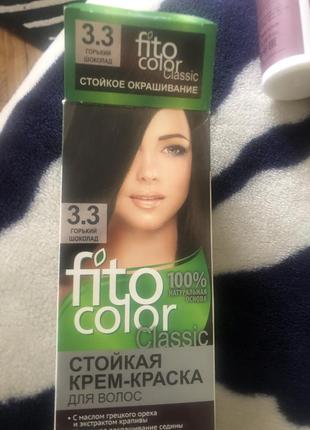 3.3
ГОРЬКИЙ
ШОКОЛАД
fito
color
Classic
СТОЙКОЕ ОКРАШИВАНИЕ
3.3
ГОРЬКИЙ
ШОКОЛАД
fito
color
Classic
100%
НАТУРАЛЬНАЯ
ОСНОВА
СТОЙКАЯ
КРЕМ-КРАСКА
ДЛЯ ВОЛОС
• С маслом грецкого ореха
и экстрактом крапивы
седины